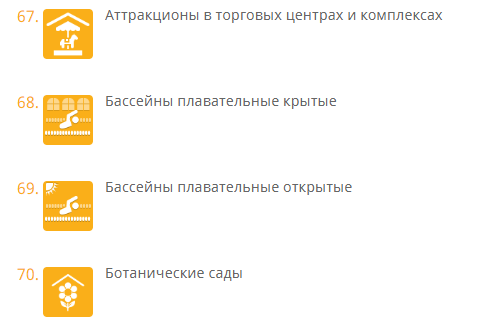 67. Аттракционы в торговых центрах и комплексах
68. Бассейны плавательные крытые
69. Бассейны плавательные открытые
70. Ботанические сады